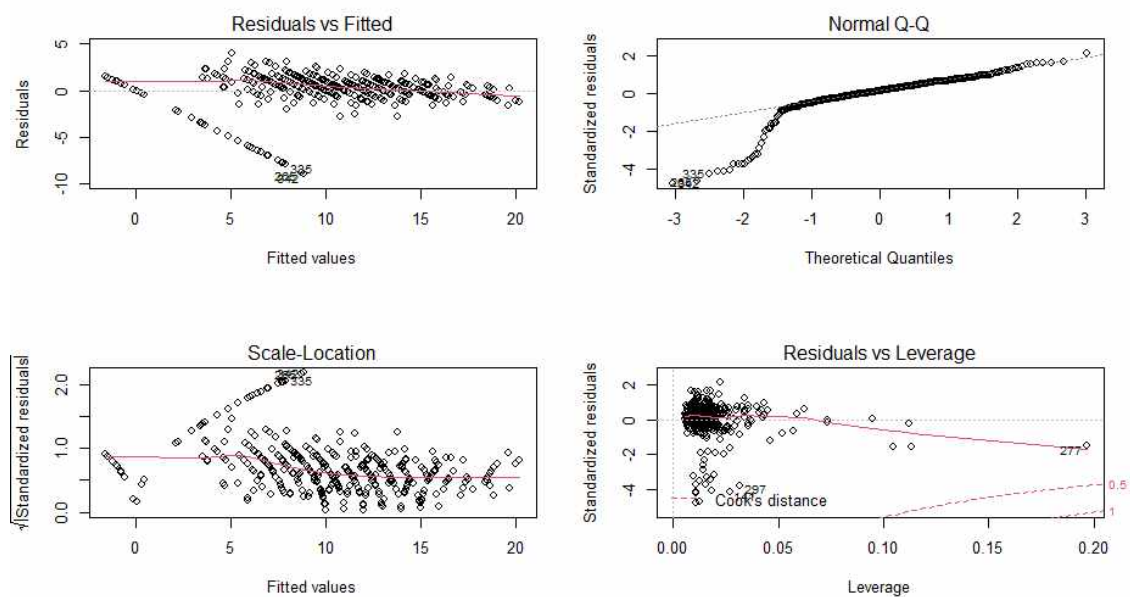 Residuals vs Fitted
Residuals
5
0
-5
-10
335
342
0 5 10 15 20
Fitted values
Normal Q-Q
Standardized residuals
2
0
-2
-4
335
-3 -2 -1 0 1 2 3
Theoretical Quantiles
Scale-Location
√|Standardized residuals|
2.0
1.0
0.0
335
0 5 10 15 20
Fitted values
Residuals vs Leverage
Standardized residuals
2
0
-2
-4
277
297
Cook's distance
0.5
1
0.00 0.05 0.10 0.15 0.20
Leverage